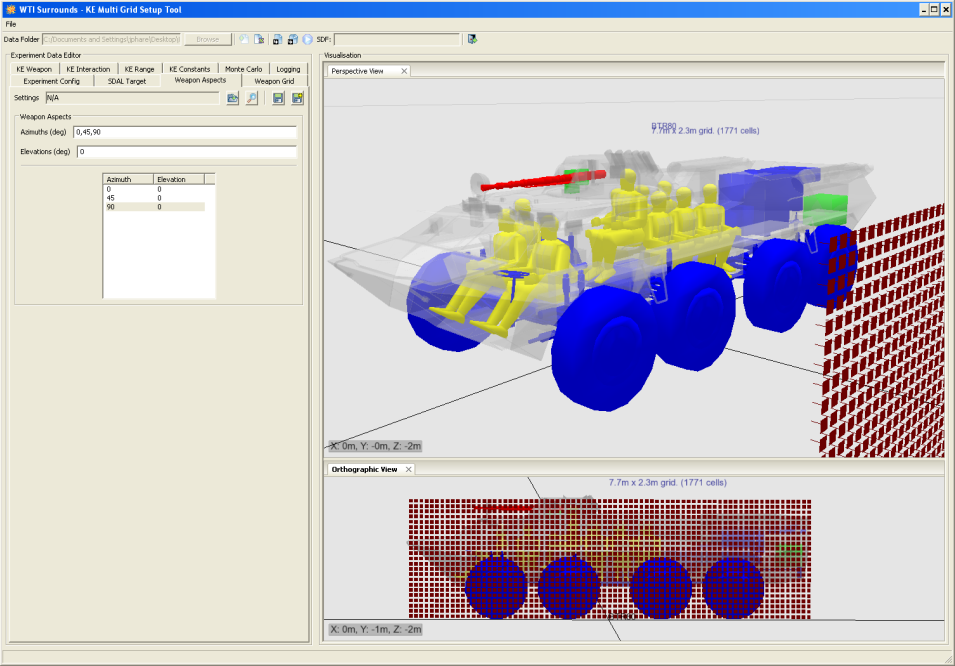 WTI Surrounds - KE Multi Grid Setup Tool
File
Data Folder C:/Documents and Settings\jphare\Desktop\ Browse SDF:
Experiment Data Editor
KE Weapon KE Interaction KE Range KE Constants Monte Carlo Logging
Experiment Config SDAL Target Weapon Aspects Weapon Grid
Settings N/A
Weapon Aspects
Azimuths (deg) 0,45,90
Elevations (deg) 0
Azimuth Elevation
0 0
45 0
90 0
Visualisation
Perspective View
BTR80
7.7m x 2.3m grid. (1771 cells)
X: 0m, Y: -0m, Z: -2m
Orthographic View
7.7m x 2.3m grid. (1771 cells)
X: 0m, Y: -1m, Z: -2m